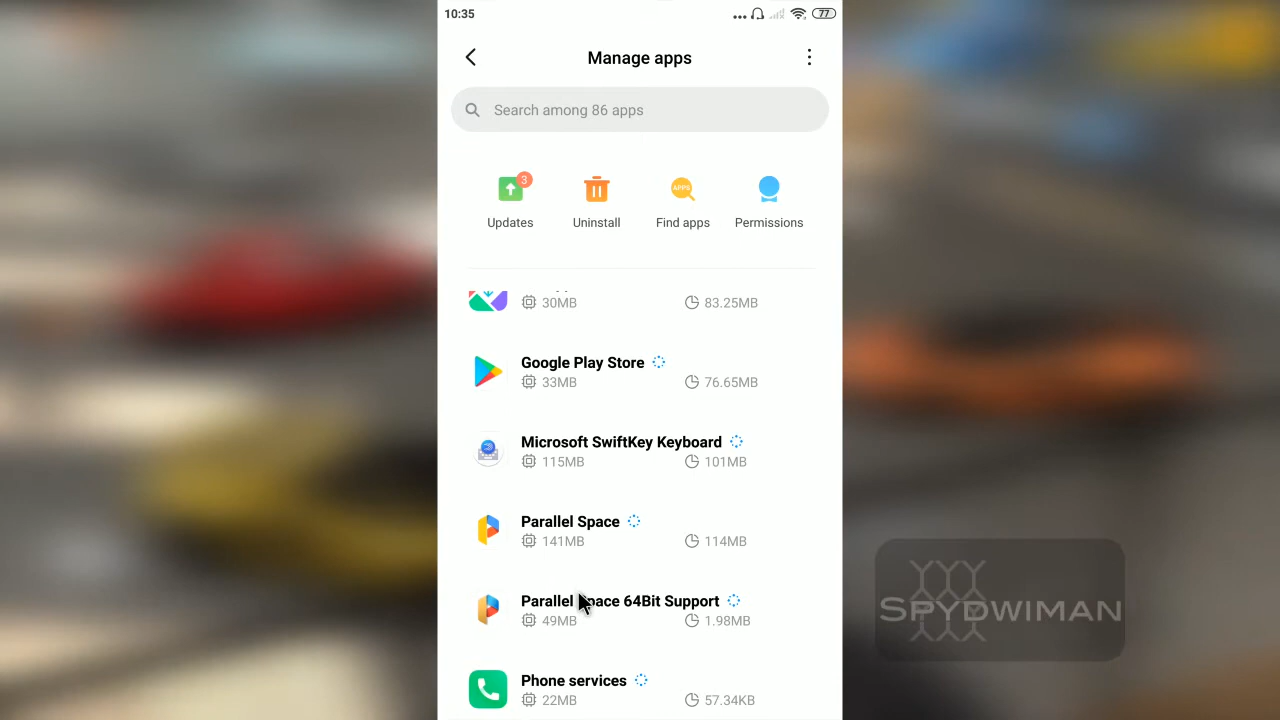 10:35
77
Manage apps
Search among 86 apps
3
APPS
Updates
Uninstall
Find apps
Permissions
30MB
83.25MB
Google Play Store
33MB
76.65MB
Microsoft SwiftKey Keyboard
115MB
101MB
Parallel Space
141MB
114MB
Parallel Space 64Bit Support
49MB
1.98MB
SPYDWIMAN
Phone services
22MB
57.34KB